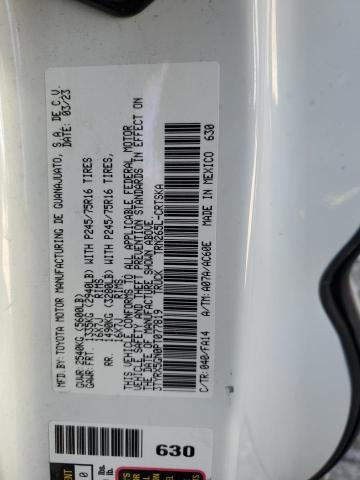 MFD. BY:
TOYOTA MOTOR MANUFACTURING DE GUANAJUATO, S.A. DE C.V.
DATE: 03/23
GVWR: 2540KG (5600LB)
GAWR: FRT. 1335KG (2940LB) WITH P245/75R16 TIRES
16X7J RIMS
RR. 1490KG (3280LB) WITH P245/75R16 TIRES
16X7J RIMS
THIS VEHICLE CONFORMS TO ALL APPLICABLE FEDERAL MOTOR
VEHICLE SAFETY AND THEFT PREVENTION STANDARDS IN EFFECT ON
THE DATE OF MANUFACTURE SHOWN ABOVE.
3TYRX5GN0PT077819 TRUCK TRN265L-CRTSKA
C/TR: 040/FA14 A/TM: A07A/AC60E
MADE IN MEXICO 630
630